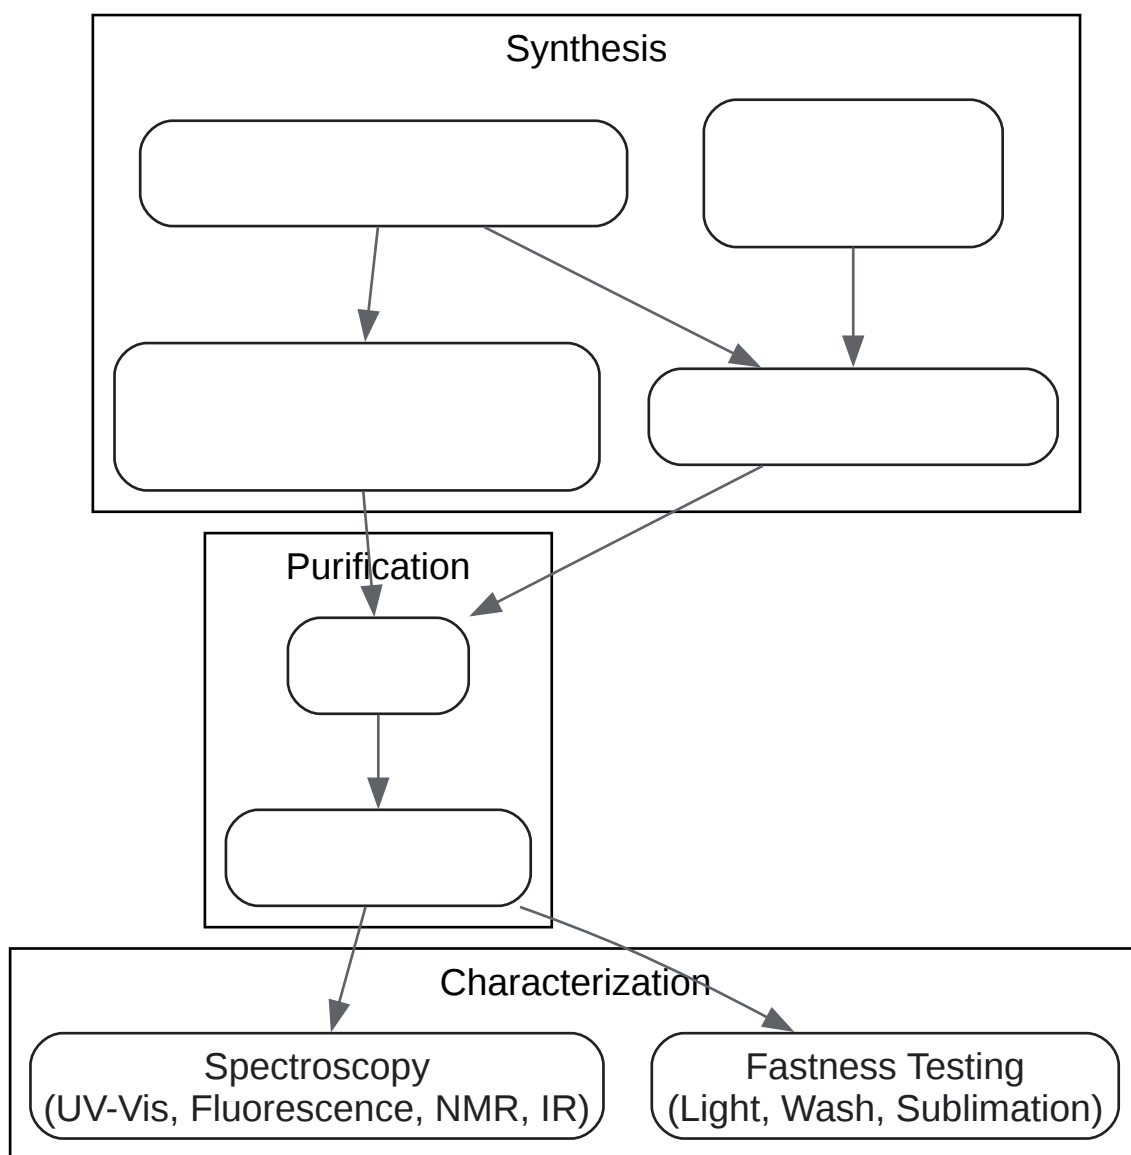 Synthesis
Purification
Characterization
Spectroscopy
(UV-Vis, Fluorescence, NMR, IR)
Fastness Testing
(Light, Wash, Sublimation)